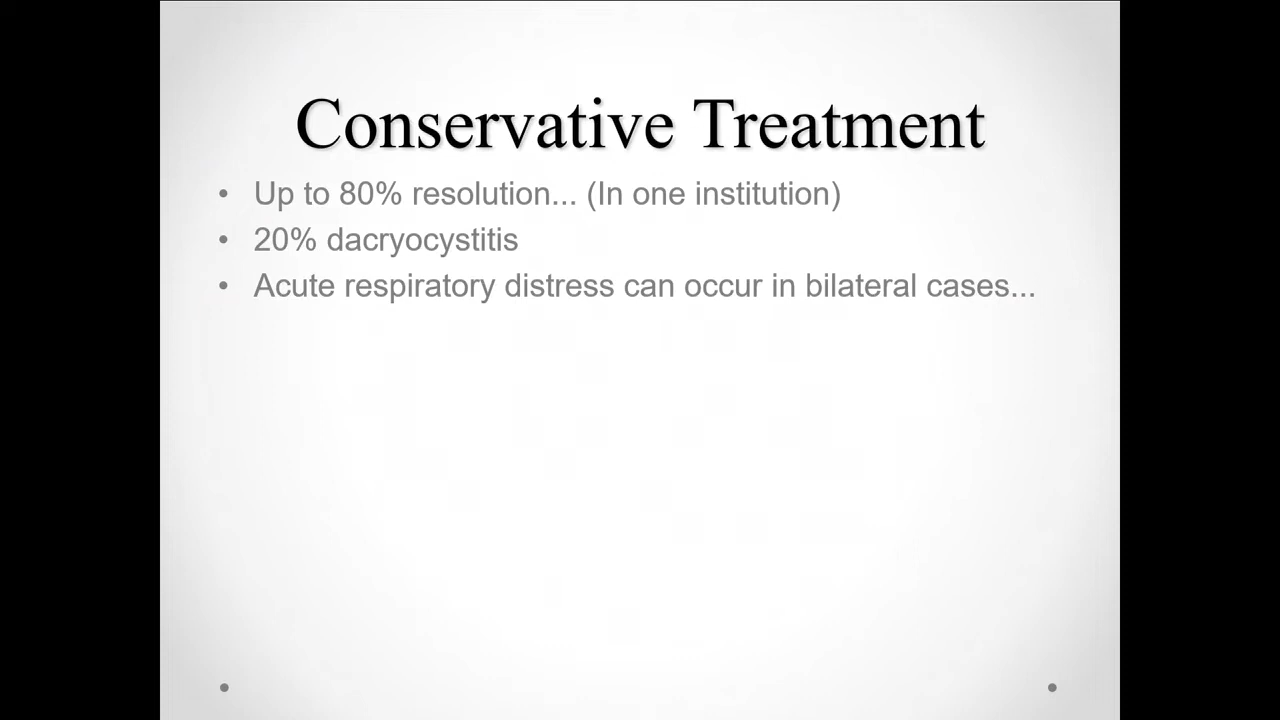 Conservative Treatment
• Up to 80% resolution... (In one institution)
• 20% dacryocystitis
• Acute respiratory distress can occur in bilateral cases...